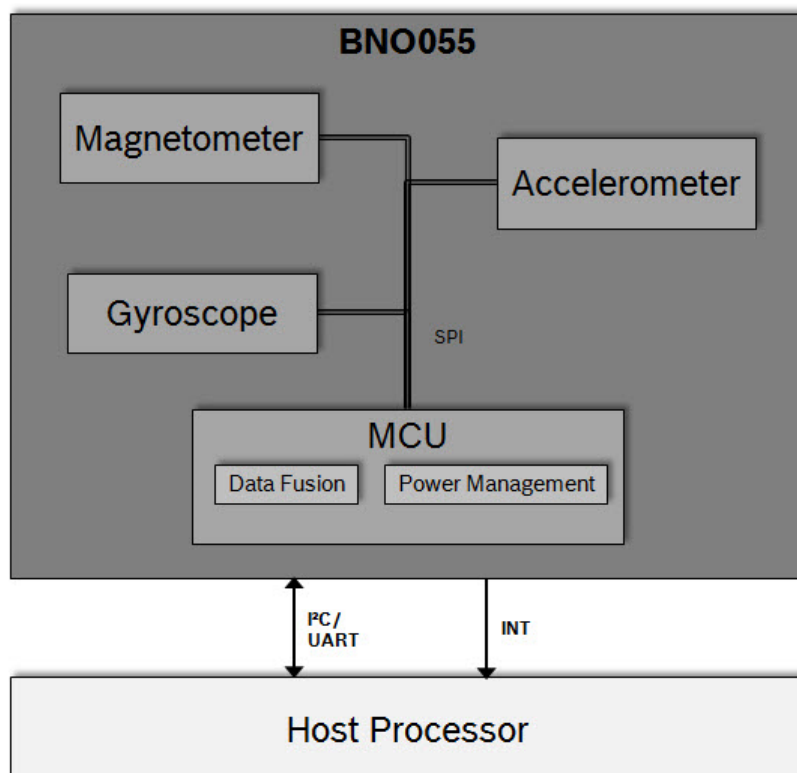 BNO055
Magnetometer
Accelerometer
Gyroscope
SPI
MCU
Data Fusion
Power Management
I²C/
UART
INT
Host Processor